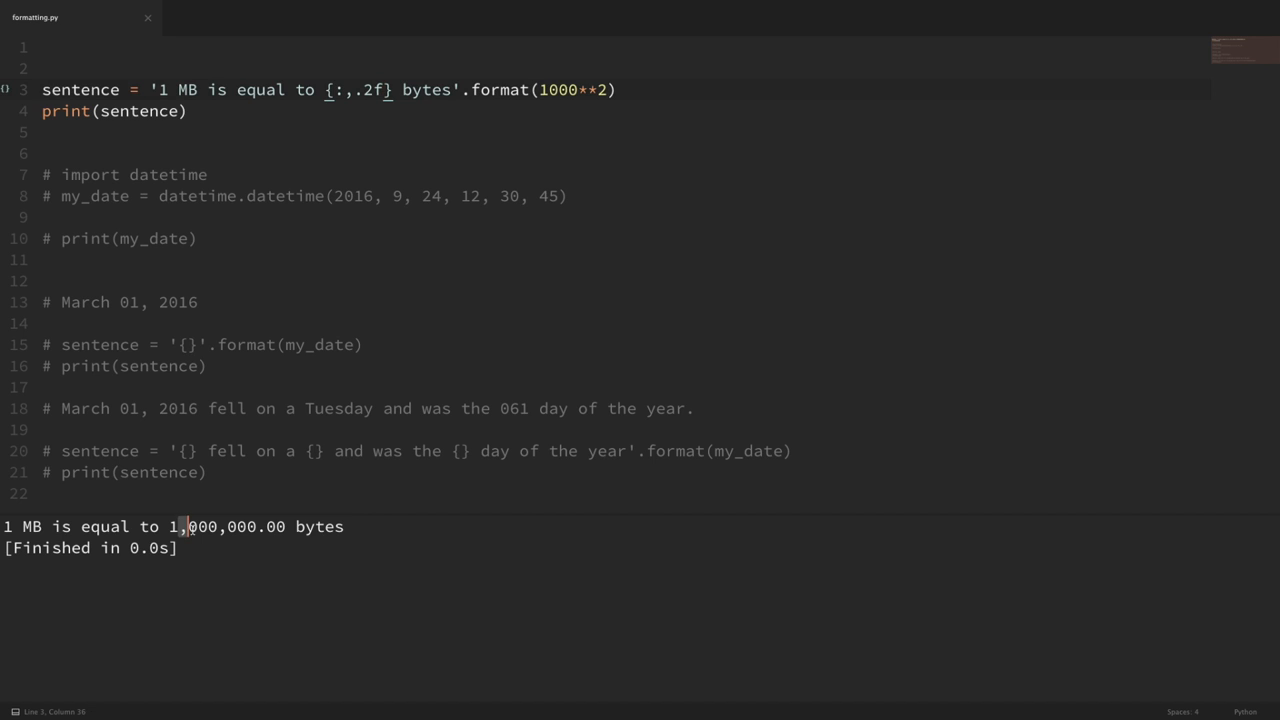 formatting.py
1
2
3 sentence = '1 MB is equal to {:,.2f} bytes'.format(1000**2)
4 print(sentence)
5
6
7 # import datetime
8 # my_date = datetime.datetime(2016, 9, 24, 12, 30, 45)
9
10 # print(my_date)
11
12
13 # March 01, 2016
14
15 # sentence = '{}'.format(my_date)
16 # print(sentence)
17
18 # March 01, 2016 fell on a Tuesday and was the 061 day of the year.
19
20 # sentence = '{} fell on a {} and was the {} day of the year'.format(my_date)
21 # print(sentence)
22
1 MB is equal to 1,000,000.00 bytes
[Finished in 0.0s]
Line 3, Column 36
Spaces: 4
Python